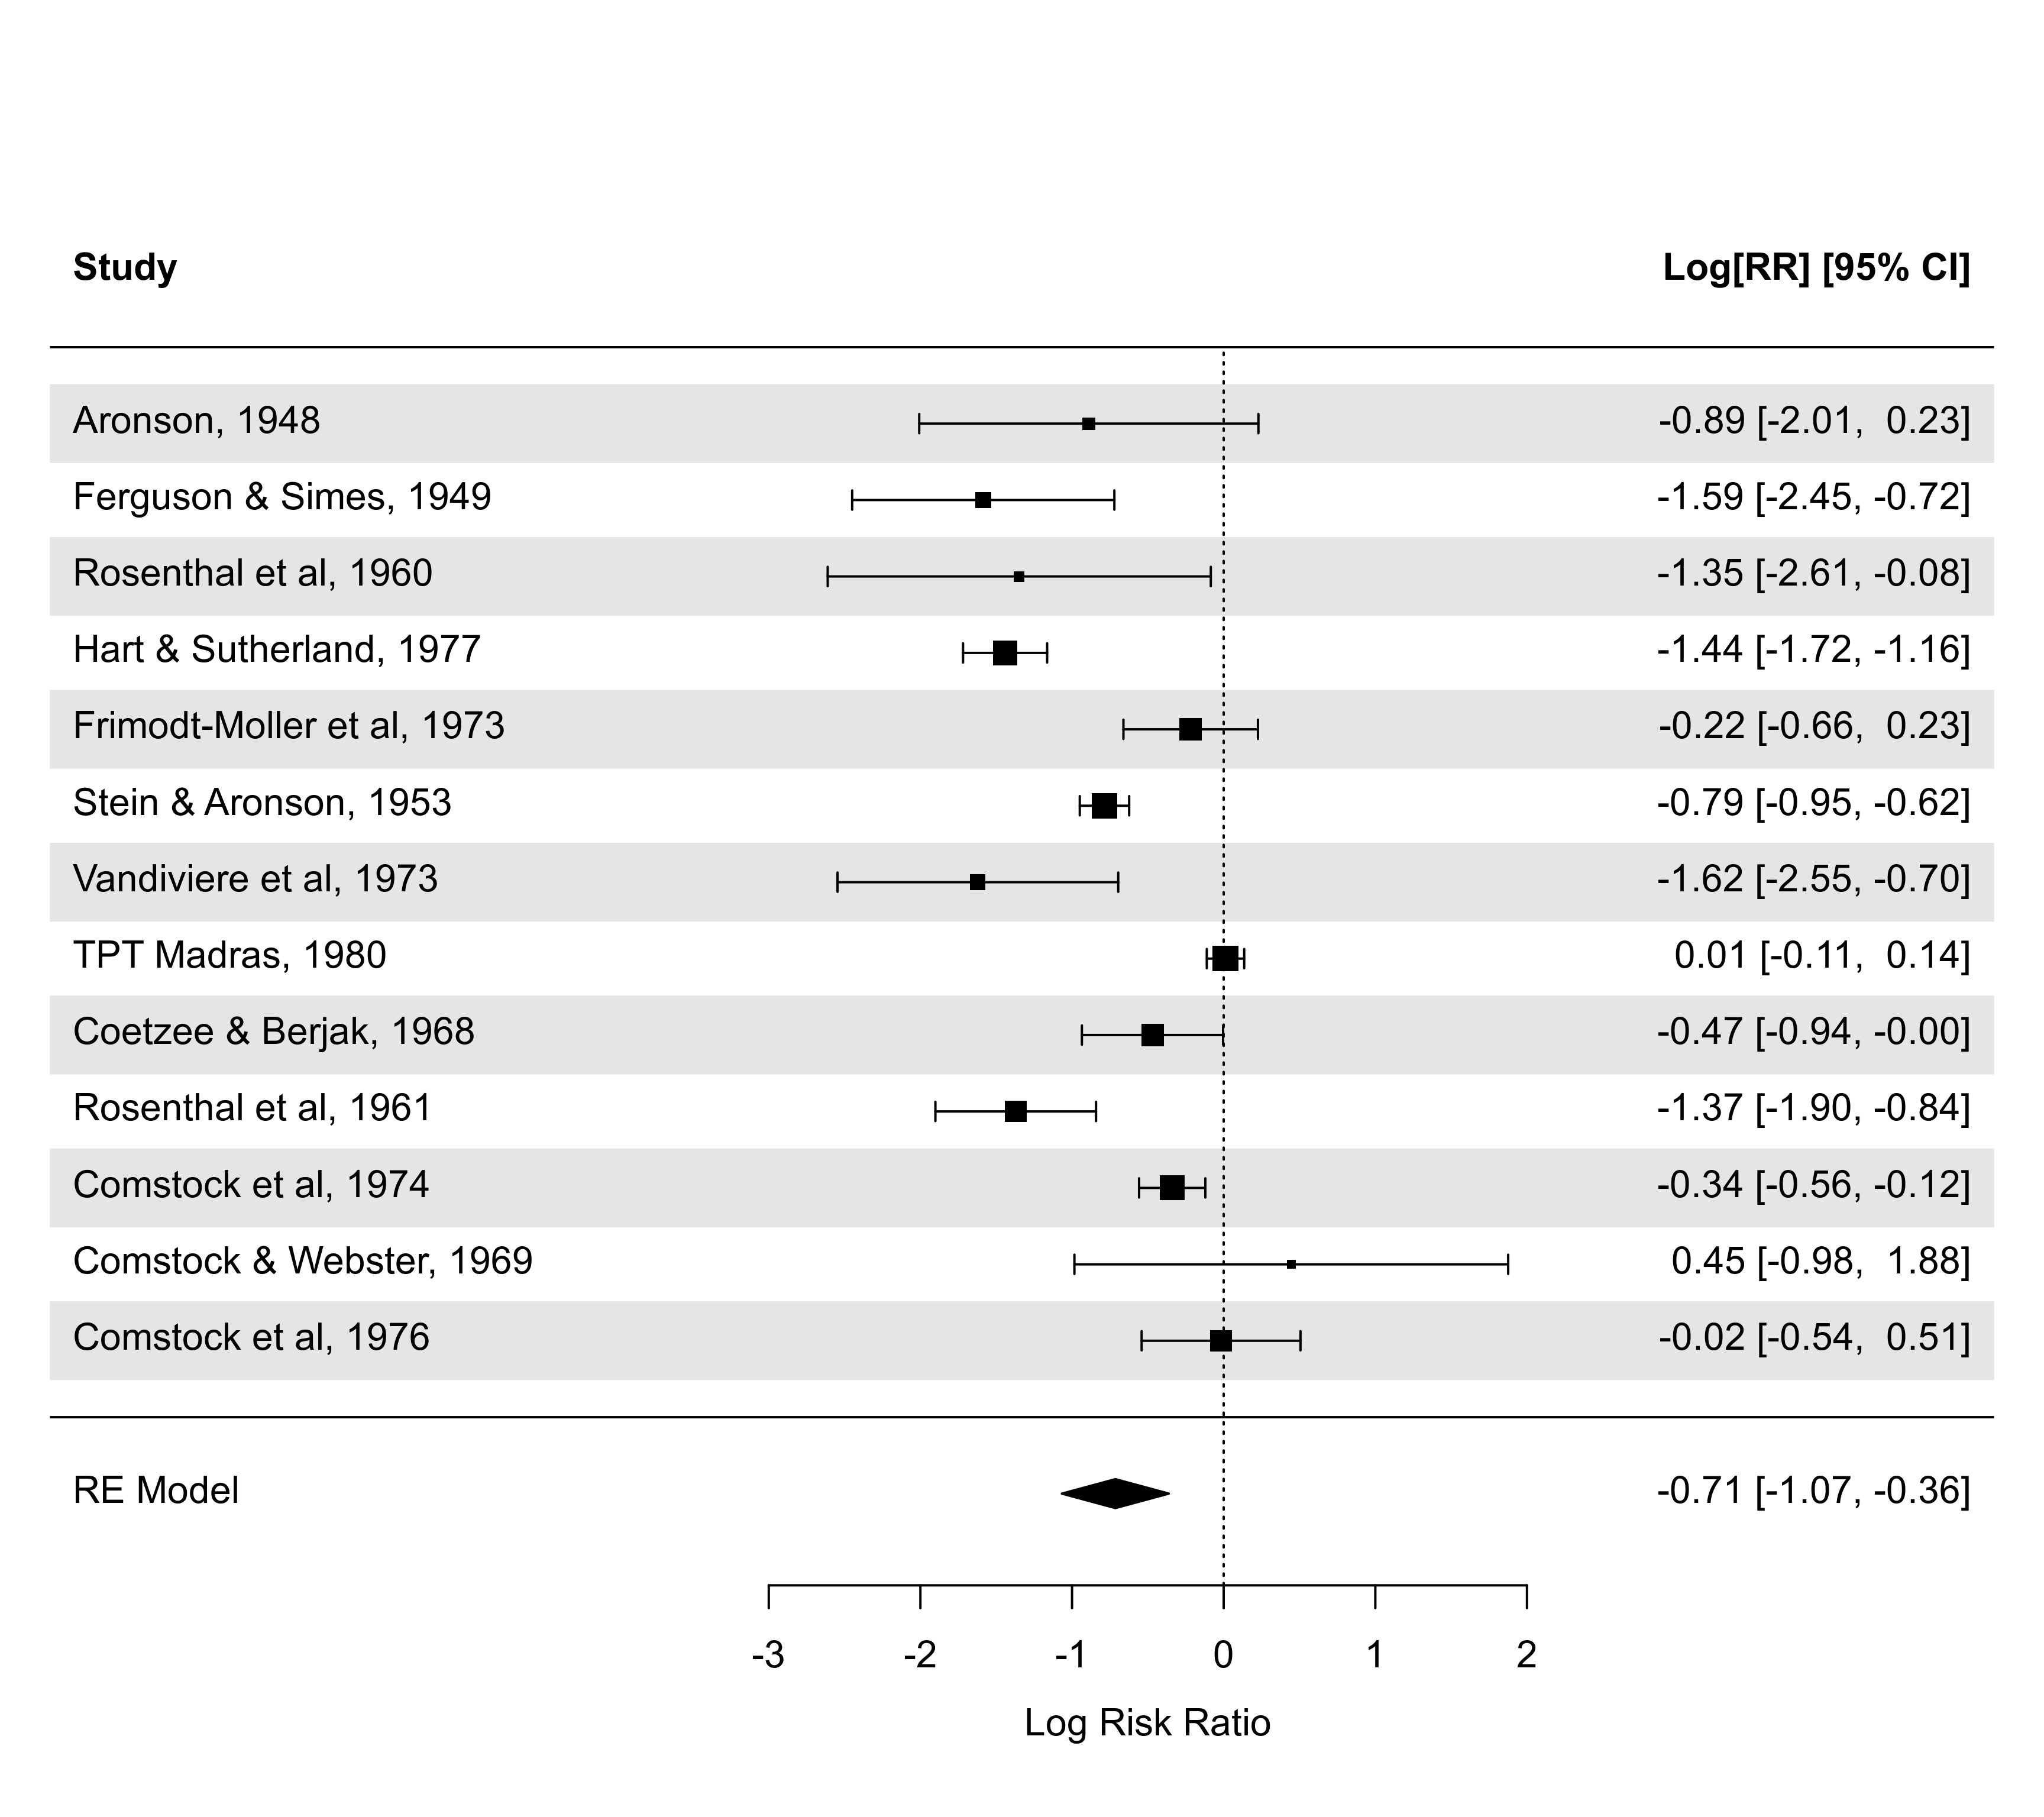 Study Log[RR] [95% CI]
Aronson, 1948 -0.89 [-2.01, 0.23]
Ferguson & Simes, 1949 -1.59 [-2.45, -0.72]
Rosenthal et al, 1960 -1.35 [-2.61, -0.08]
Hart & Sutherland, 1977 -1.44 [-1.72, -1.16]
Frimodt-Moller et al, 1973 -0.22 [-0.66, 0.23]
Stein & Aronson, 1953 -0.79 [-0.95, -0.62]
Vandiviere et al, 1973 -1.62 [-2.55, -0.70]
TPT Madras, 1980 0.01 [-0.11, 0.14]
Coetzee & Berjak, 1968 -0.47 [-0.94, -0.00]
Rosenthal et al, 1961 -1.37 [-1.90, -0.84]
Comstock et al, 1974 -0.34 [-0.56, -0.12]
Comstock & Webster, 1969 0.45 [-0.98, 1.88]
Comstock et al, 1976 -0.02 [-0.54, 0.51]
RE Model -0.71 [-1.07, -0.36]
-3 -2 -1 0 1 2
Log Risk Ratio